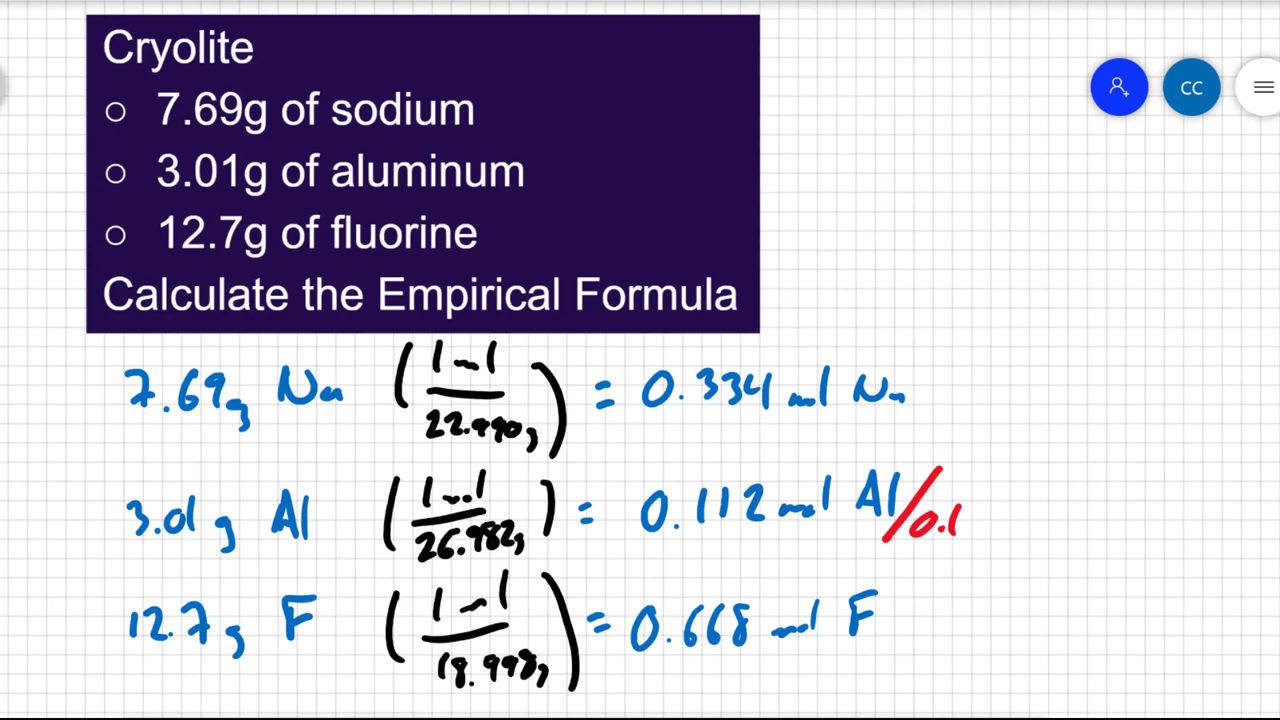 Cryolite
○ 7.69g of sodium
○ 3.01g of aluminum
○ 12.7g of fluorine
Calculate the Empirical Formula
CC
7.69g Na (1 mol / 22.990g) = 0.334 mol Na
3.01 g Al (1 mol / 26.982g) = 0.112 mol Al / 0.1
12.7 g F (1 mol / 18.998g) = 0.668 mol F